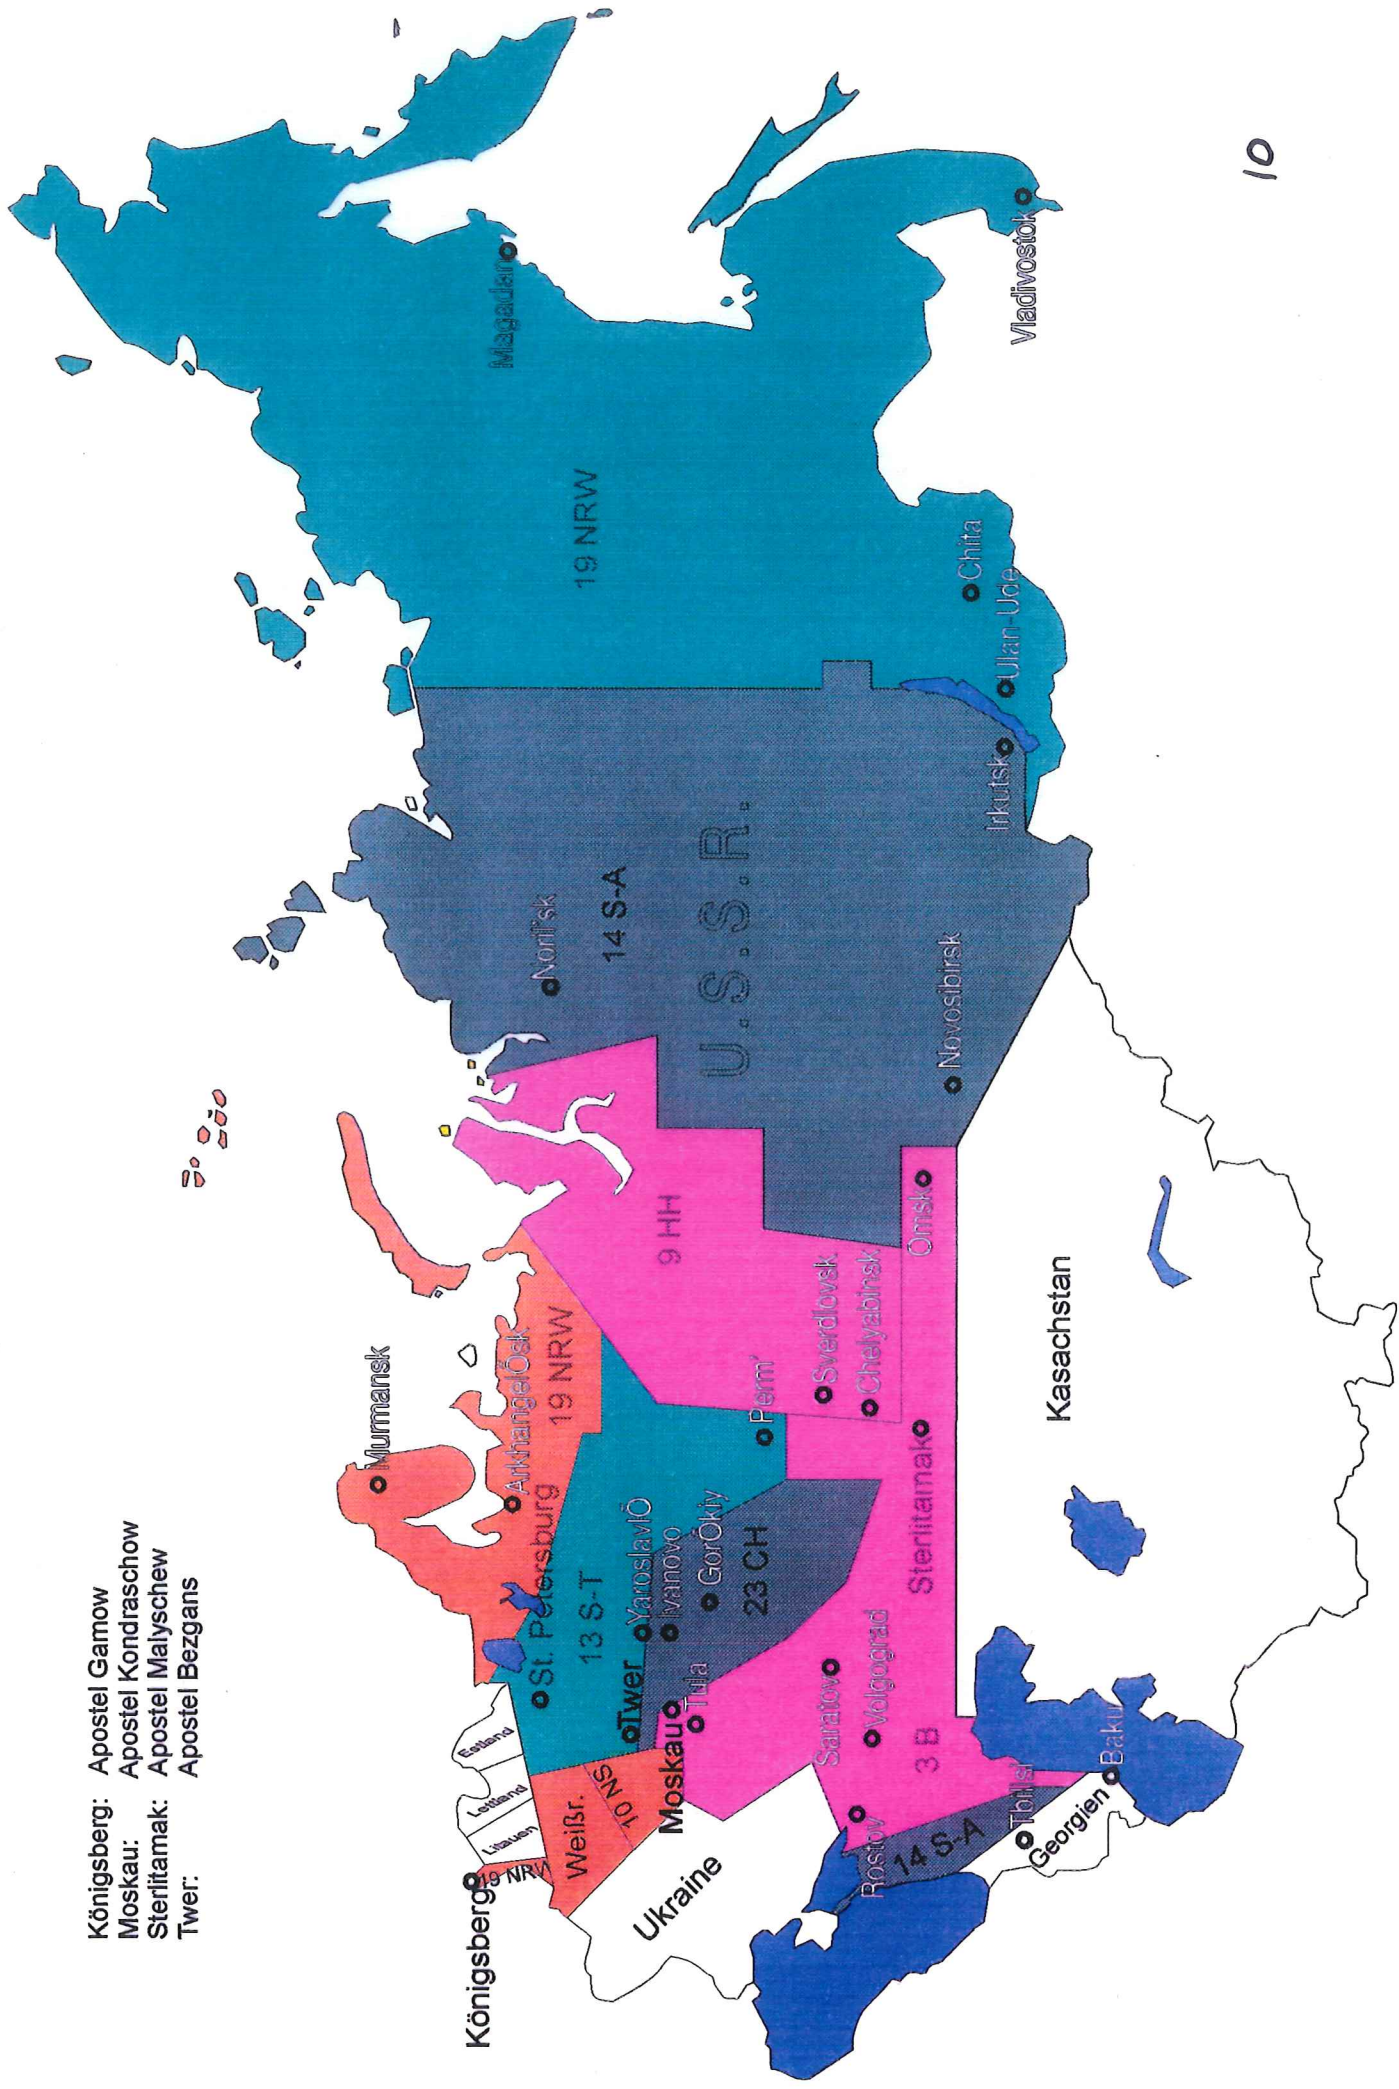 Königsberg: Apostel Gamow
Moskau: Apostel Kondraschow
Sterlitamak: Apostel Malyschew
Twer: Apostel Bezgans
Murmansk
ArkhangelÕsk
19 NRW
Königsberg
19 NRW
Litauen
Lettland
Estland
St. Petersburg
13 S-T
Weißr.
10 NS
Twer
YaroslavlÕ
Ivanovo
Moskau
Tula
GorÕkiy
23 CH
Perm'
9 HH
Sverdlovsk
Chelyabinsk
Omsk
Sterlitamak
Saratov
Volgograd
3 B
Rostov
14 S-A
Tbilisi
Georgien
Baku
Ukraine
Kasachstan
Noril'sk
14 S-A
U.S.S.R.
Novosibirsk
Irkutsk
Ulan-Ude
Chita
19 NRW
Magadan
Vladivostok
10